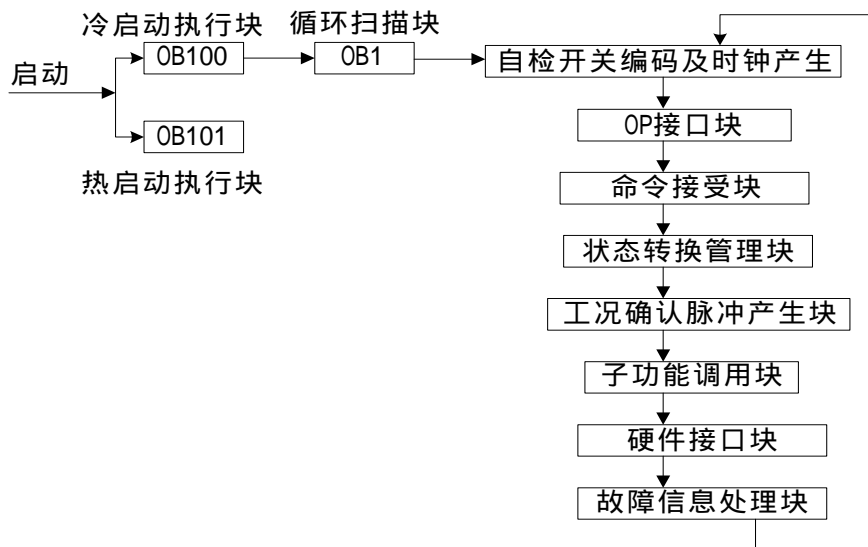 冷启动执行块
循环扫描块
启动
OB100
OB1
自检开关编码及时钟产生
OB101
热启动执行块
OP接口块
命令接受块
状态转换管理块
工况确认脉冲产生块
子功能调用块
硬件接口块
故障信息处理块